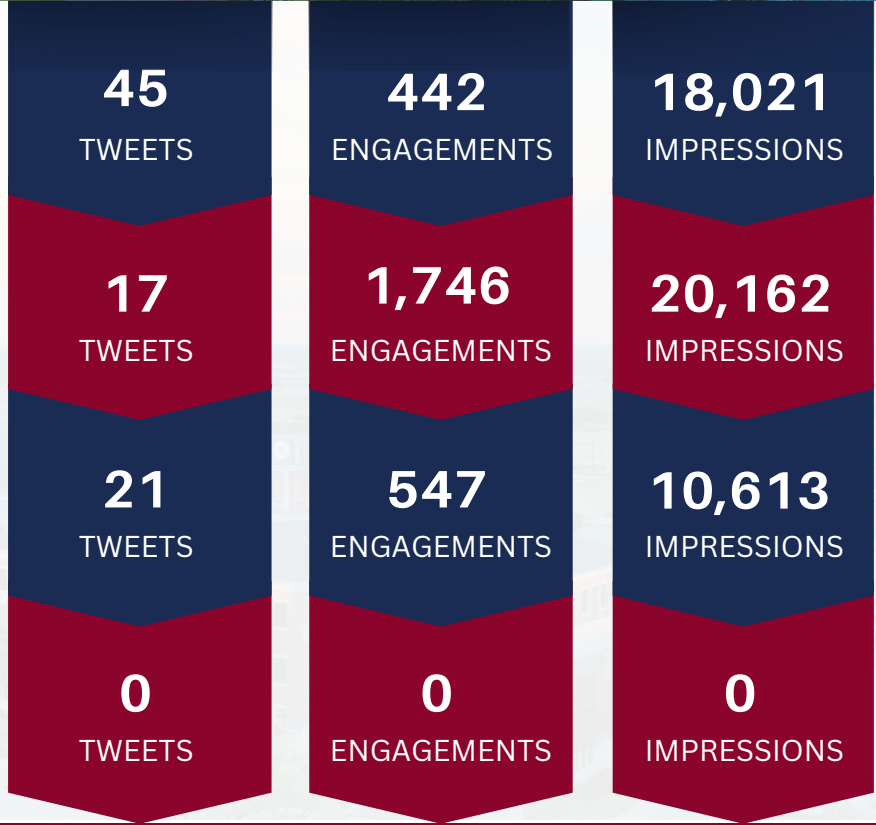 45 442 18,021
TWEETS ENGAGEMENTS IMPRESSIONS
17 1,746 20,162
TWEETS ENGAGEMENTS IMPRESSIONS
21 547 10,613
TWEETS ENGAGEMENTS IMPRESSIONS
0 0 0
TWEETS ENGAGEMENTS IMPRESSIONS